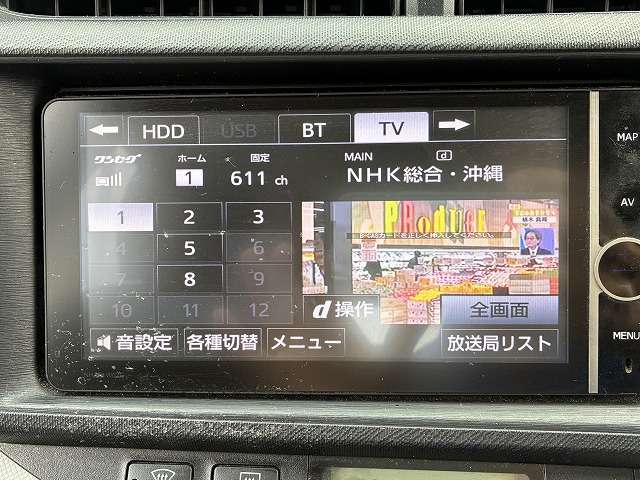 HDD USB BT TV
ワンセグ ホーム 固定 MAIN d
1 611 ch NHK総合・沖縄
MAP
AV
MENU
1 2 3
4 5 6
7 8 9
10 11 12
d操作 全画面
音設定 各種切替 メニュー 放送局リスト